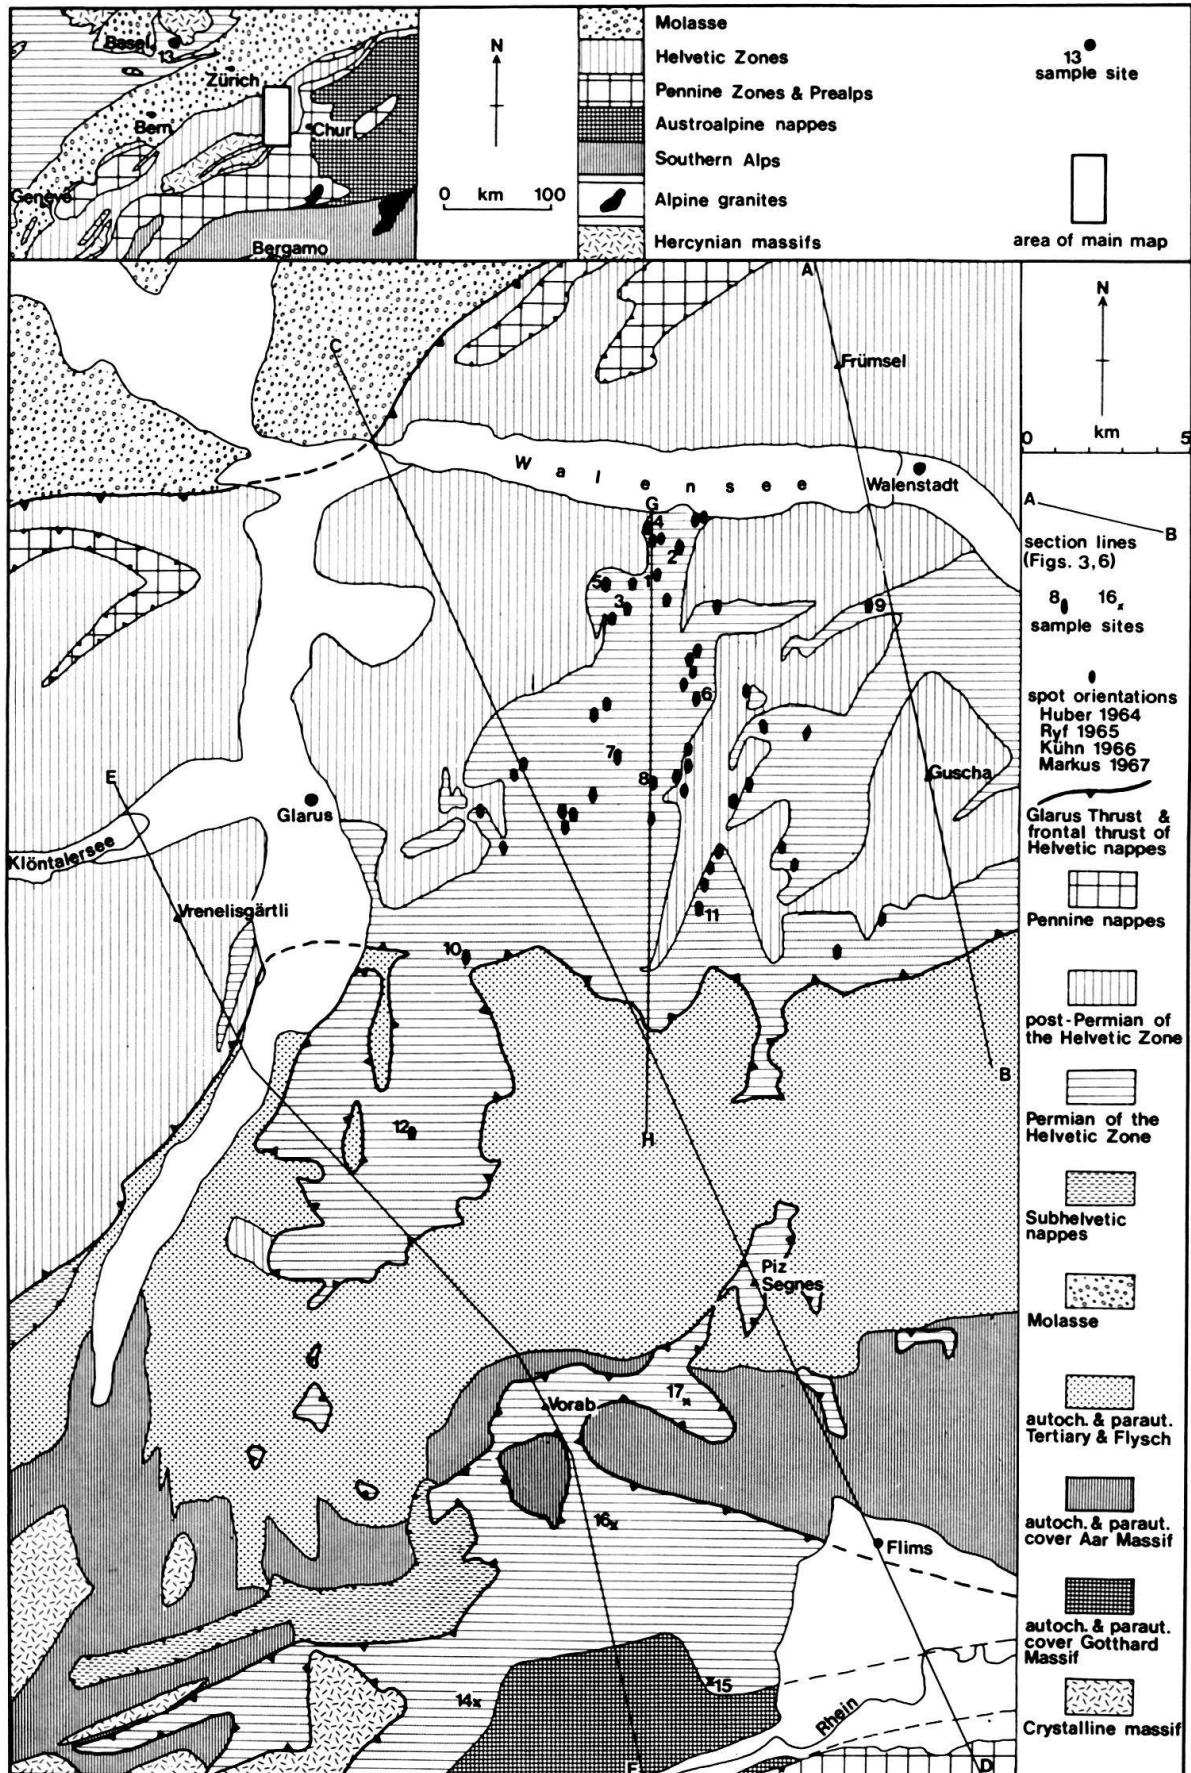 Basel
13
Zürich
Bern
Chur
Genève
Bergamo
N
0 km 100
Molasse
Helvetic Zones
Pennine Zones & Prealps
Austroalpine nappes
Southern Alps
Alpine granites
Hercynian massifs
13
sample site
area of main map
A
C
Frümsel
Walensee
Walenstadt
G
4
2
1
5
3
9
6
7
8
E
Guscha
Glarus
Klöntalersee
Vrenelisgärtli
11
10
B
12
H
Piz
Segnes
17
Vorab
16
Flims
15
14
Rhein
F
D
N
0 km 5
A
B
section lines
(Figs. 3,6)
8 16
sample sites
spot orientations
Huber 1964
Ryf 1965
Kühn 1966
Markus 1967
Glarus Thrust &
frontal thrust of
Helvetic nappes
Pennine nappes
post-Permian of
the Helvetic Zone
Permian of the
Helvetic Zone
Subhelvetic
nappes
Molasse
autoch. & paraut.
Tertiary & Flysch
autoch. & paraut.
cover Aar Massif
autoch. & paraut.
cover Gotthard
Massif
Crystalline massif